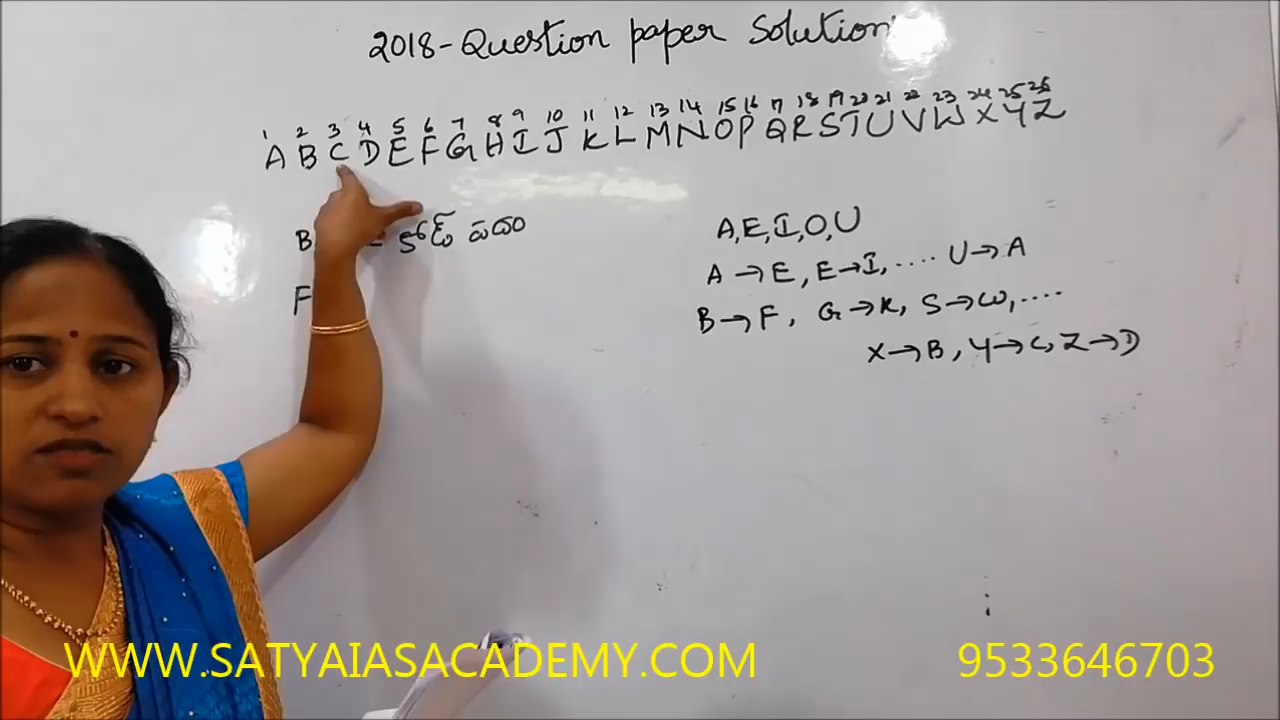 2018-Question paper Solution
1 2 3 4 5 6 7 8 9 10 11 12 13 14 15 16 17 18 19 20 21 22 23 24 25 26
A B C D E F G H I J K L M N O P Q R S T U V W X Y Z
B కోడ్ పదం
F
A,E,I,O,U
A → E, E→I, .... U→A
B→F, G→K, S→W,....
X→B, Y→C, Z→D
WWW.SATYAIASACADEMY.COM
9533646703